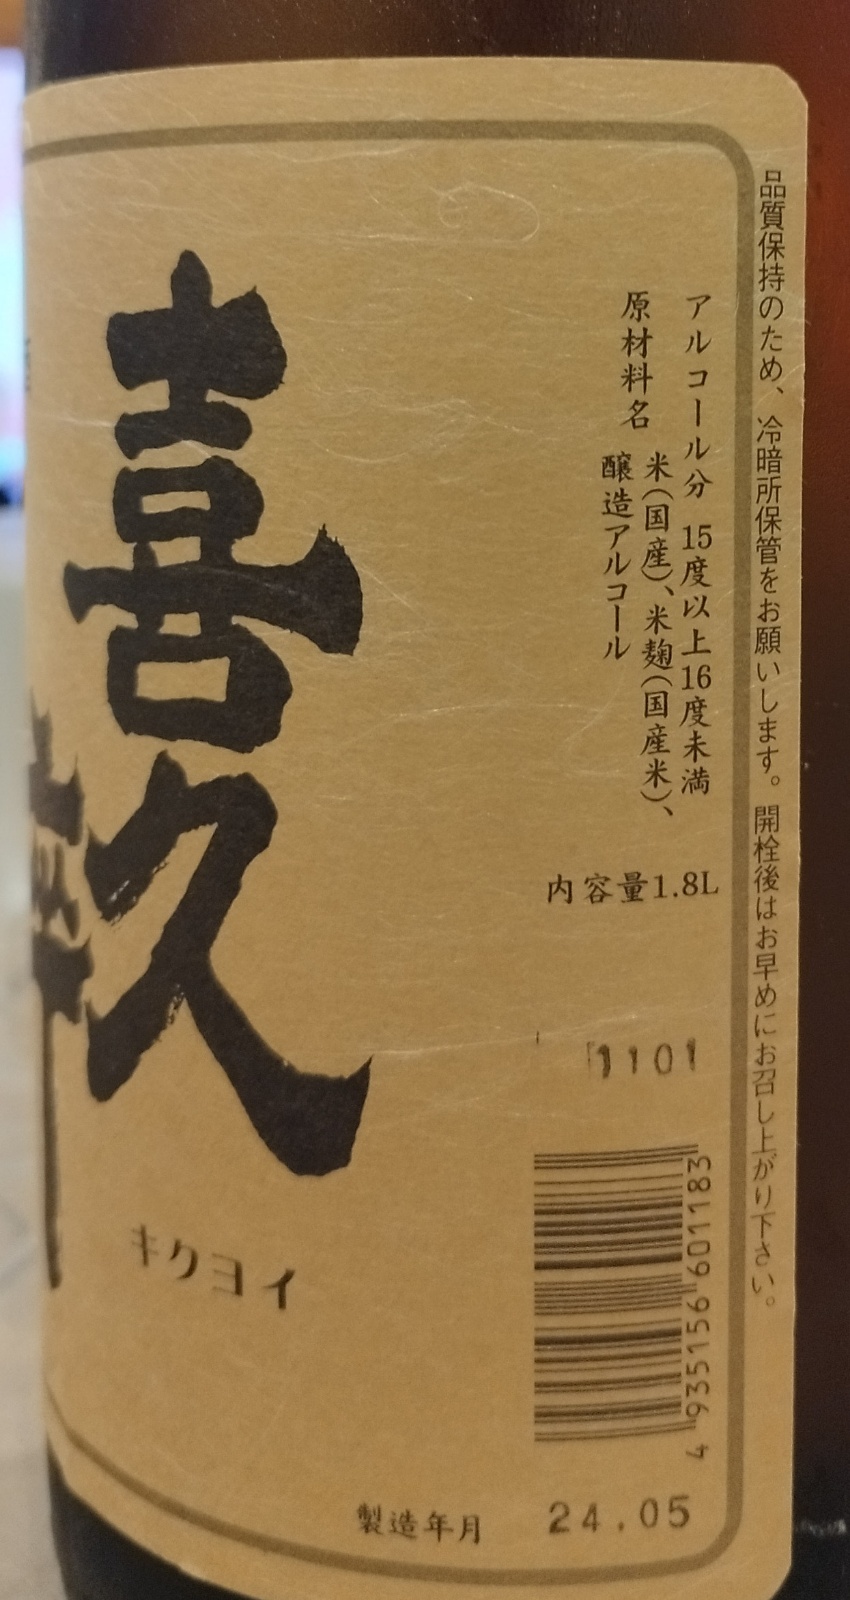 品質保持のため、冷暗所保管をお願いします。開栓後はお早めにお召し上がり下さい。
アルコール分 15度以上16度未満
原材料名 米(国産)、米麹(国産米)、
醸造アルコール
内容量1.8L
1101
4 935156 601183
喜久
酔
キクヨイ
製造年月 24.05